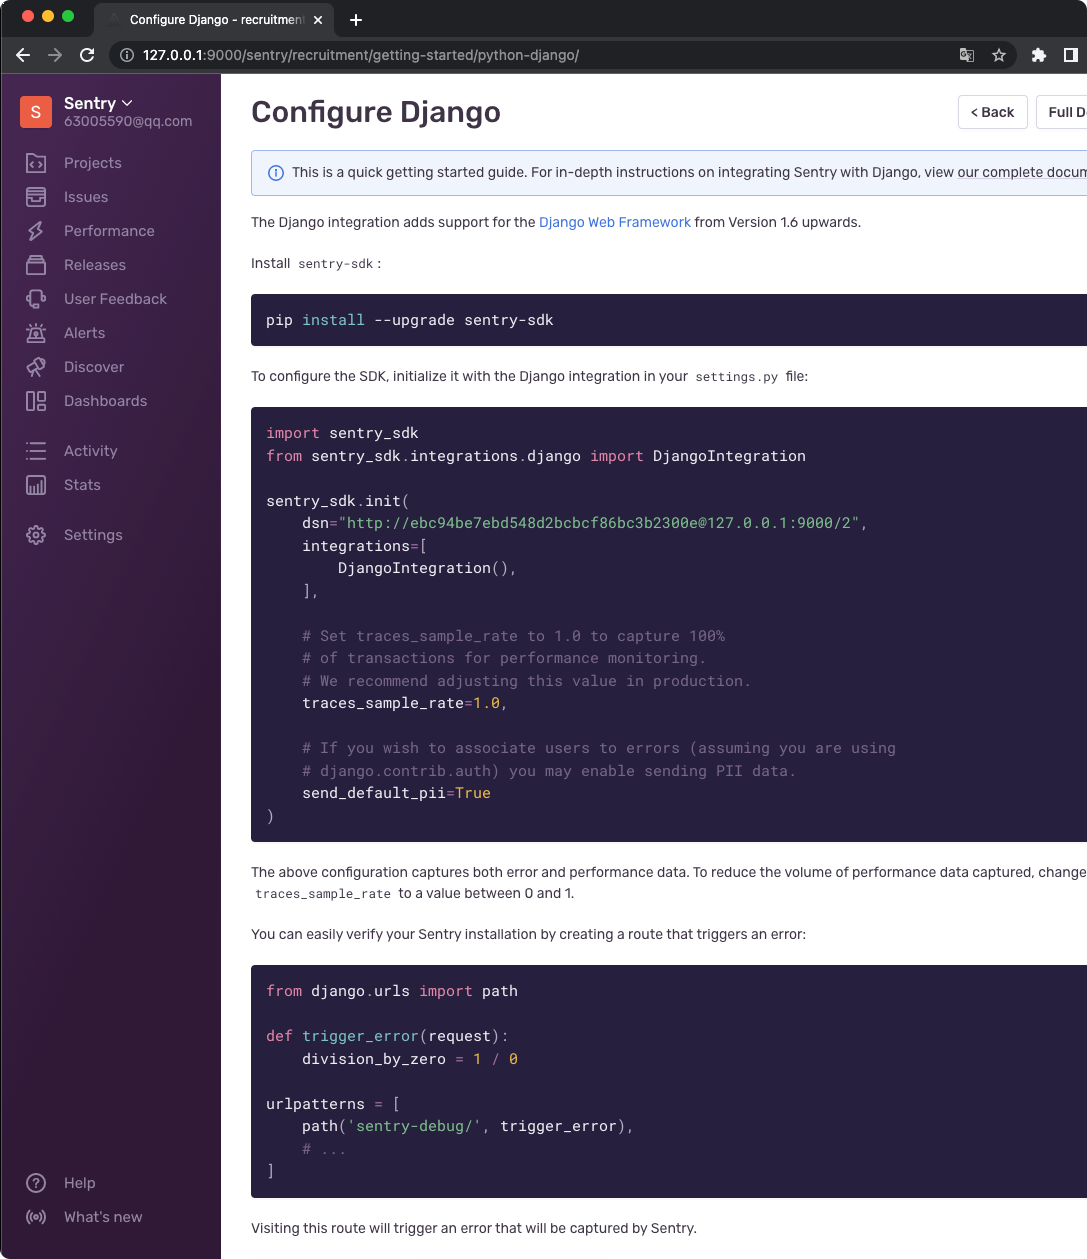 Configure Django - recruitmen
127.0.0.1:9000/sentry/recruitment/getting-started/python-django/
S
Sentry
63005590@qq.com
Projects
Issues
Performance
Releases
User Feedback
Alerts
Discover
Dashboards
Activity
Stats
Settings
Help
What's new
Configure Django
< Back
Full D
This is a quick getting started guide. For in-depth instructions on integrating Sentry with Django, view our complete docum
The Django integration adds support for the Django Web Framework from Version 1.6 upwards.
Install sentry-sdk :
pip install --upgrade sentry-sdk
To configure the SDK, initialize it with the Django integration in your settings.py file:
import sentry_sdk
from sentry_sdk.integrations.django import DjangoIntegration
sentry_sdk.init(
dsn="http://ebc94be7ebd548d2bcbcf86bc3b2300e@127.0.0.1:9000/2",
integrations=[
DjangoIntegration(),
],
# Set traces_sample_rate to 1.0 to capture 100%
# of transactions for performance monitoring.
# We recommend adjusting this value in production.
traces_sample_rate=1.0,
# If you wish to associate users to errors (assuming you are using
# django.contrib.auth) you may enable sending PII data.
send_default_pii=True
)
The above configuration captures both error and performance data. To reduce the volume of performance data captured, change
traces_sample_rate to a value between 0 and 1.
You can easily verify your Sentry installation by creating a route that triggers an error:
from django.urls import path
def trigger_error(request):
division_by_zero = 1 / 0
urlpatterns = [
path('sentry-debug/', trigger_error),
# ...
]
Visiting this route will trigger an error that will be captured by Sentry.